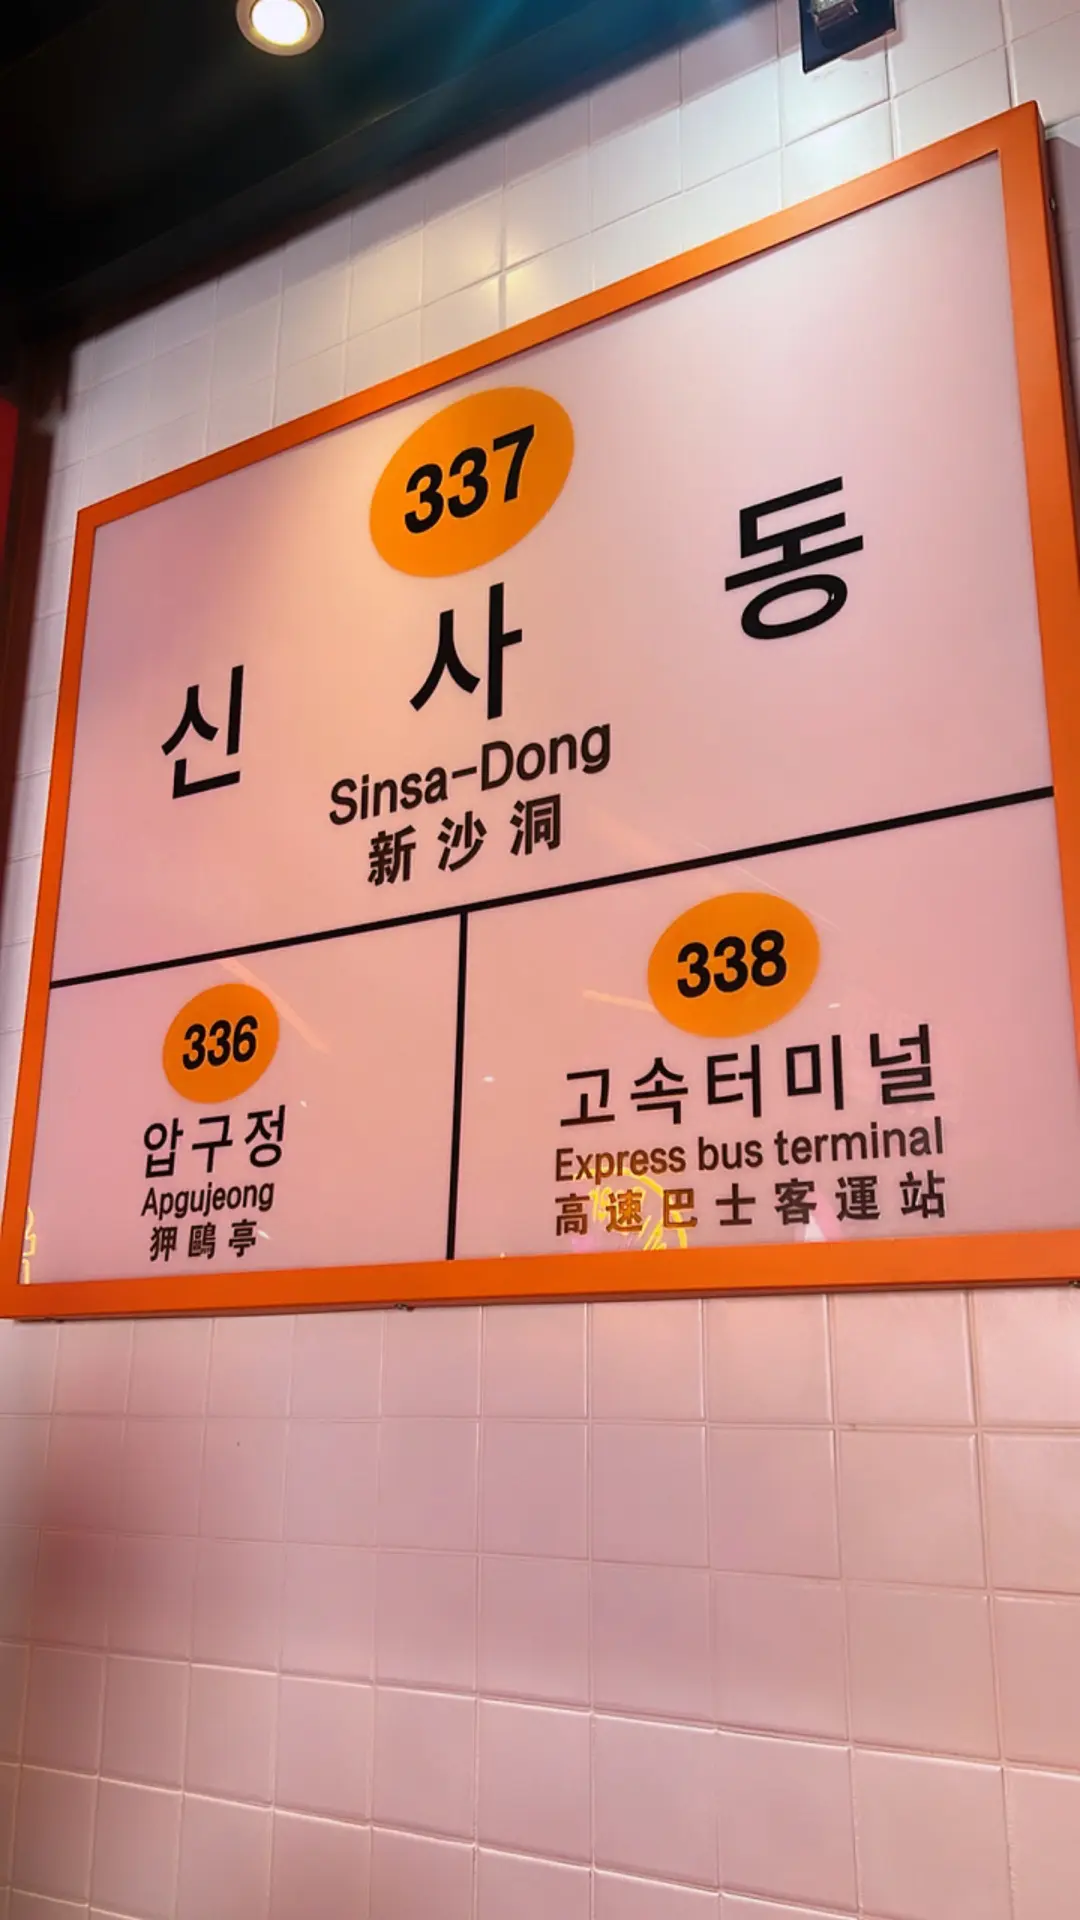 337
신 사 동
Sinsa-Dong
新沙洞
336
압구정
Apgujeong
狎鷗亭
338
고속터미널
Express bus terminal
高速巴士客運站